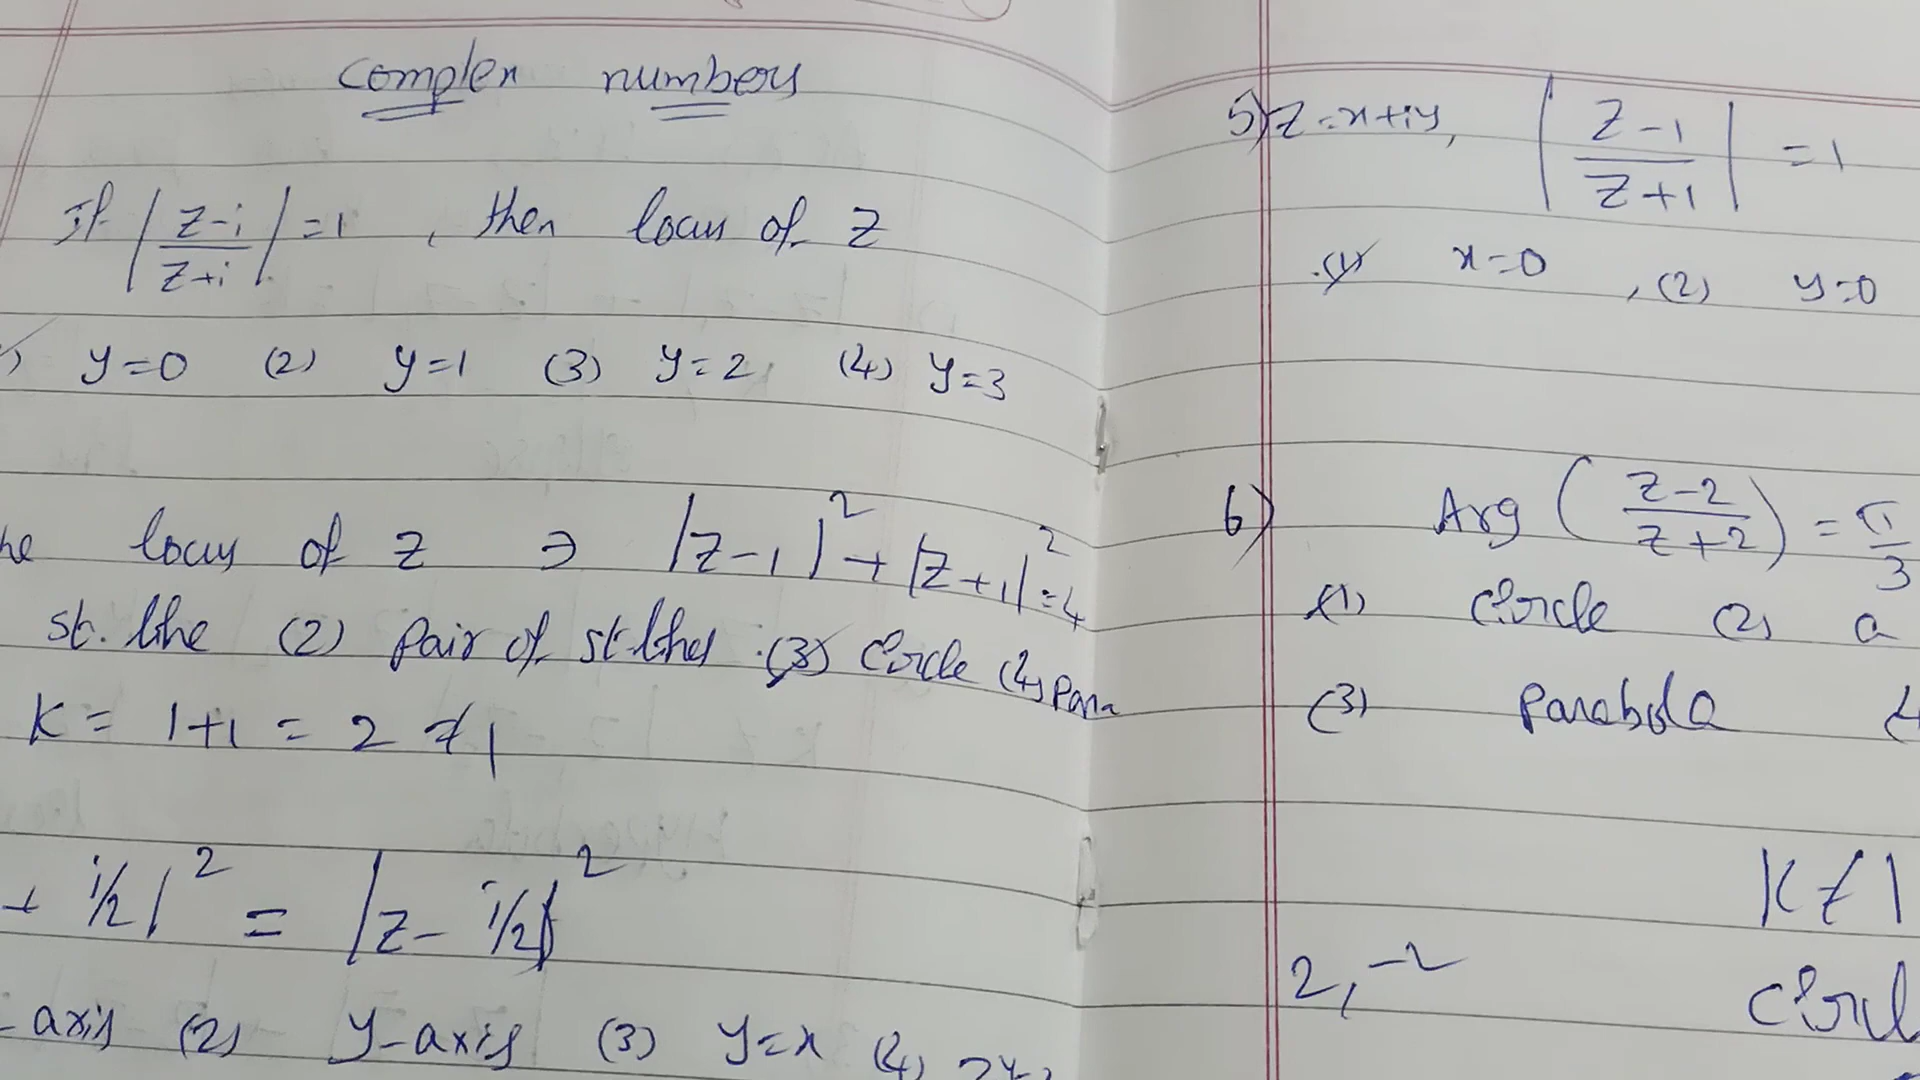 Complex numbers
If |z-i/z+i| = 1, then locus of z
y=0 (2) y=1 (3) y=2 (4) y=3
locus of z ∋ |z-1|²+|z+1|²=4
st. line (2) pair of st.lines (3) Circle (4) Para
K = 1+1 = 2 ≠ 1
+ i/2|² = |z - i/2|²
axis (2) y-axis (3) y=x (4)
5) z=x+iy, |z-1/z+1| = 1
(1) x=0, (2) y=0
6) Arg (z-2/z+2) = π/3
(1) circle (2) a
(3) Parabola
K≠1
2, -2
Circl